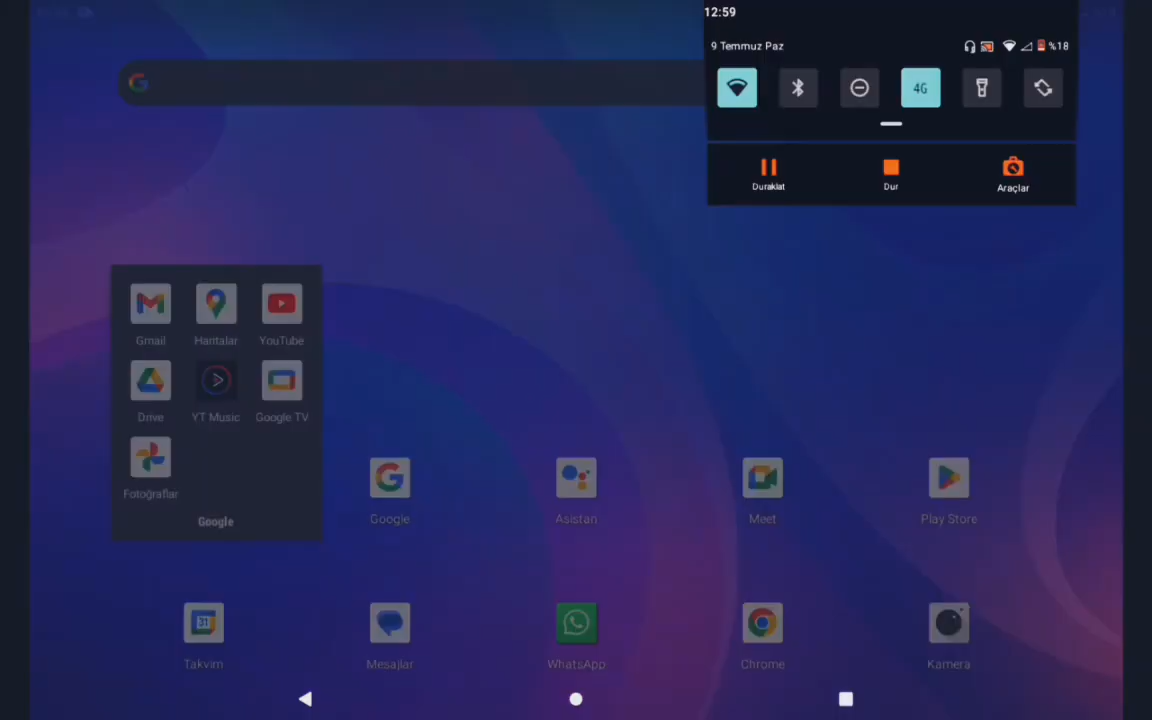 12:59
9 Temmuz Paz
%18
4G
Duraklat
Dur
Araçlar
Gmail
Haritalar
YouTube
Drive
YT Music
Google TV
Fotoğraflar
Google
Google
Asistan
Meet
Play Store
31
Takvim
Mesajlar
WhatsApp
Chrome
Kamera